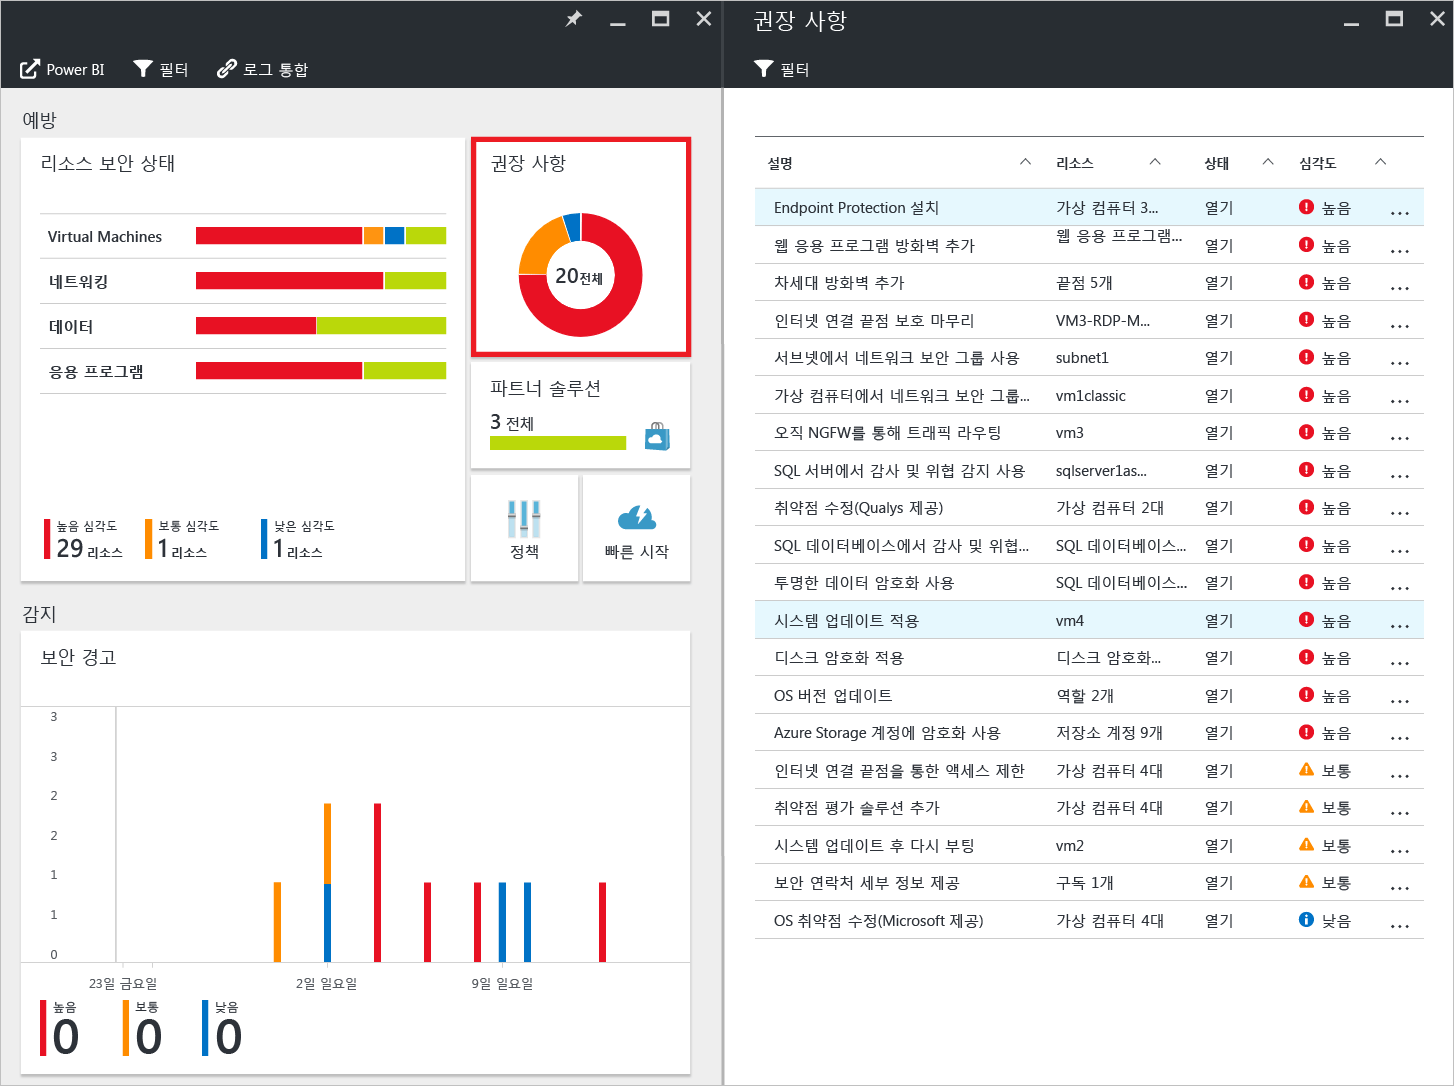 Power BI
필터
로그 통합
예방
리소스 보안 상태
Virtual Machines
네트워킹
데이터
응용 프로그램
높음 심각도
29 리소스
보통 심각도
1 리소스
낮은 심각도
1 리소스
권장 사항
20전체
파트너 솔루션
3 전체
정책
빠른 시작
감지
보안 경고
3
3
2
2
1
1
0
23일 금요일
2일 일요일
9일 일요일
높음
0
보통
0
낮음
0
권장 사항
필터
설명 리소스 상태 심각도
Endpoint Protection 설치 가상 컴퓨터 3... 열기 높음 ...
웹 응용 프로그램 방화벽 추가 웹 응용 프로그램... 열기 높음 ...
차세대 방화벽 추가 끝점 5개 열기 높음 ...
인터넷 연결 끝점 보호 마무리 VM3-RDP-M... 열기 높음 ...
서브넷에서 네트워크 보안 그룹 사용 subnet1 열기 높음 ...
가상 컴퓨터에서 네트워크 보안 그룹... vm1classic 열기 높음 ...
오직 NGFW를 통해 트래픽 라우팅 vm3 열기 높음 ...
SQL 서버에서 감사 및 위협 감지 사용 sqlserver1as... 열기 높음 ...
취약점 수정(Qualys 제공) 가상 컴퓨터 2대 열기 높음 ...
SQL 데이터베이스에서 감사 및 위협... SQL 데이터베이스... 열기 높음 ...
투명한 데이터 암호화 사용 SQL 데이터베이스... 열기 높음 ...
시스템 업데이트 적용 vm4 열기 높음 ...
디스크 암호화 적용 디스크 암호화... 열기 높음 ...
OS 버전 업데이트 역할 2개 열기 높음 ...
Azure Storage 계정에 암호화 사용 저장소 계정 9개 열기 높음 ...
인터넷 연결 끝점을 통한 액세스 제한 가상 컴퓨터 4대 열기 보통 ...
취약점 평가 솔루션 추가 가상 컴퓨터 4대 열기 보통 ...
시스템 업데이트 후 다시 부팅 vm2 열기 보통 ...
보안 연락처 세부 정보 제공 구독 1개 열기 보통 ...
OS 취약점 수정(Microsoft 제공) 가상 컴퓨터 4대 열기 낮음 ...